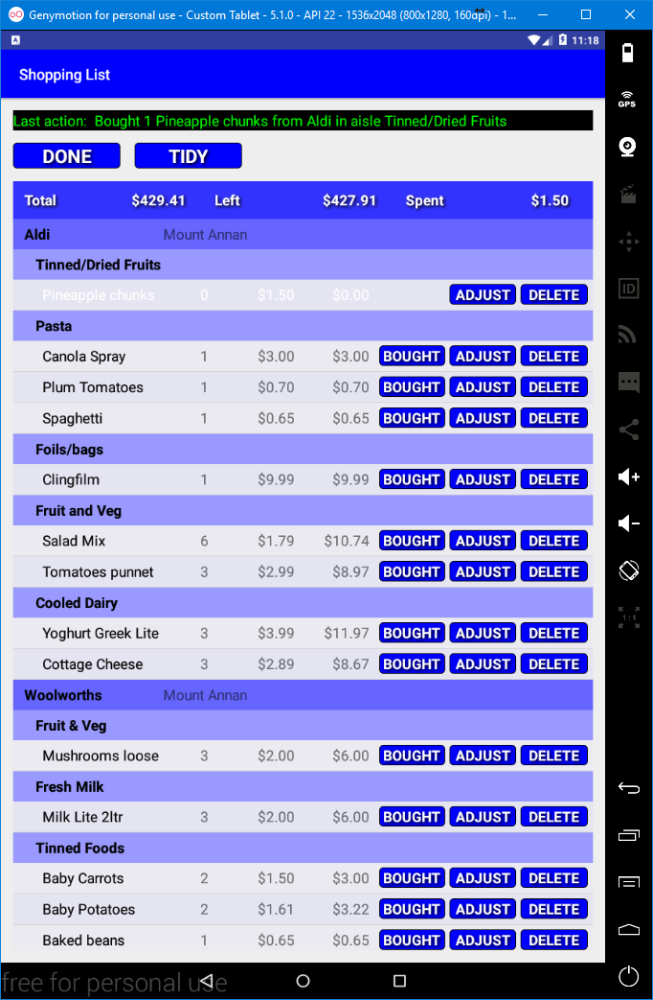 Genymotion for personal use - Custom Tablet - 5.1.0 - API 22 - 1536x2048 (800x1280, 160dpi) - 1...
A 11:18
GPS
Shopping List
Last action: Bought 1 Pineapple chunks from Aldi in aisle Tinned/Dried Fruits
DONE TIDY
Total $429.41 Left $427.91 Spent $1.50
Aldi Mount Annan
Tinned/Dried Fruits
Pineapple chunks 0 $1.50 $0.00 ADJUST DELETE
ID
Pasta
Canola Spray 1 $3.00 $3.00 BOUGHT ADJUST DELETE
Plum Tomatoes 1 $0.70 $0.70 BOUGHT ADJUST DELETE
Spaghetti 1 $0.65 $0.65 BOUGHT ADJUST DELETE
Foils/bags
Clingfilm 1 $9.99 $9.99 BOUGHT ADJUST DELETE
Fruit and Veg
Salad Mix 6 $1.79 $10.74 BOUGHT ADJUST DELETE
Tomatoes punnet 3 $2.99 $8.97 BOUGHT ADJUST DELETE
Cooled Dairy
1:1
Yoghurt Greek Lite 3 $3.99 $11.97 BOUGHT ADJUST DELETE
Cottage Cheese 3 $2.89 $8.67 BOUGHT ADJUST DELETE
Woolworths Mount Annan
Fruit & Veg
Mushrooms loose 3 $2.00 $6.00 BOUGHT ADJUST DELETE
Fresh Milk
Milk Lite 2ltr 3 $2.00 $6.00 BOUGHT ADJUST DELETE
Tinned Foods
Baby Carrots 2 $1.50 $3.00 BOUGHT ADJUST DELETE
Baby Potatoes 2 $1.61 $3.22 BOUGHT ADJUST DELETE
Baked beans 1 $0.65 $0.65 BOUGHT ADJUST DELETE
free for personal use